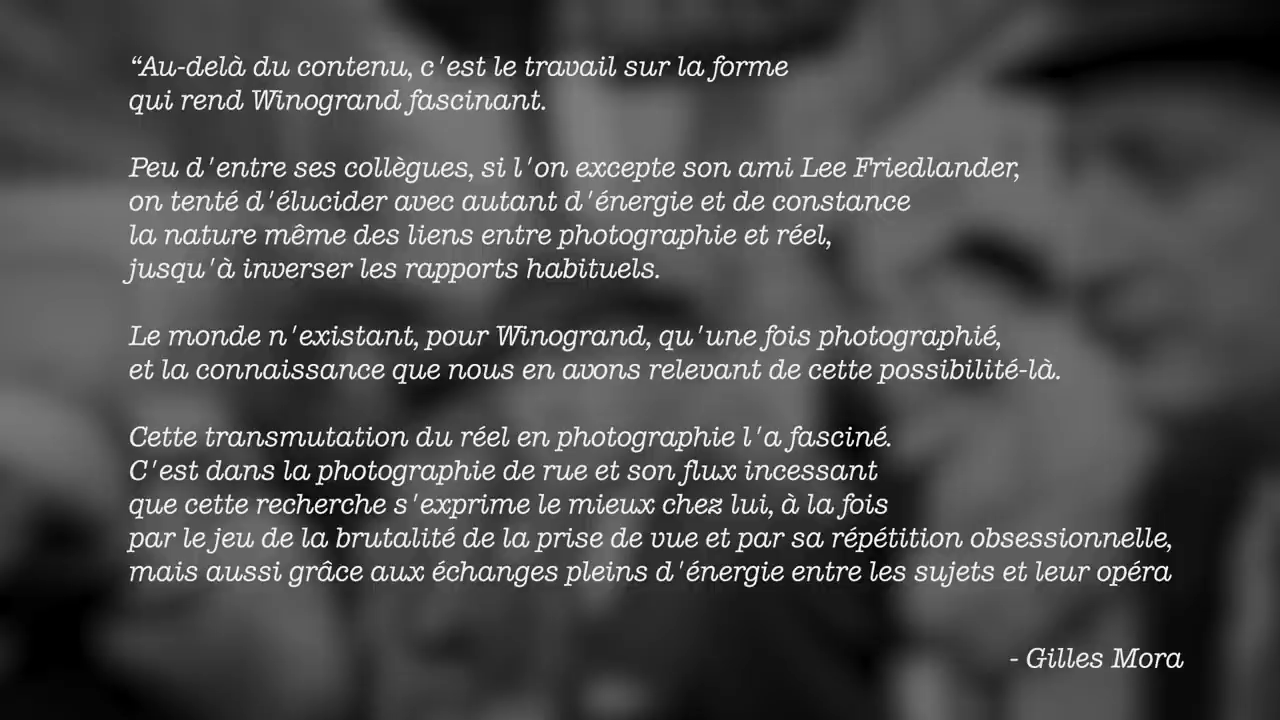 “Au-delà du contenu, c'est le travail sur la forme
qui rend Winogrand fascinant.
Peu d'entre ses collègues, si l'on excepte son ami Lee Friedlander,
on tenté d'élucider avec autant d'énergie et de constance
la nature même des liens entre photographie et réel,
jusqu'à inverser les rapports habituels.
Le monde n'existant, pour Winogrand, qu'une fois photographié,
et la connaissance que nous en avons relevant de cette possibilité-là.
Cette transmutation du réel en photographie l'a fasciné.
C'est dans la photographie de rue et son flux incessant
que cette recherche s'exprime le mieux chez lui, à la fois
par le jeu de la brutalité de la prise de vue et par sa répétition obsessionnelle,
mais aussi grâce aux échanges pleins d'énergie entre les sujets et leur opéra
- Gilles Mora